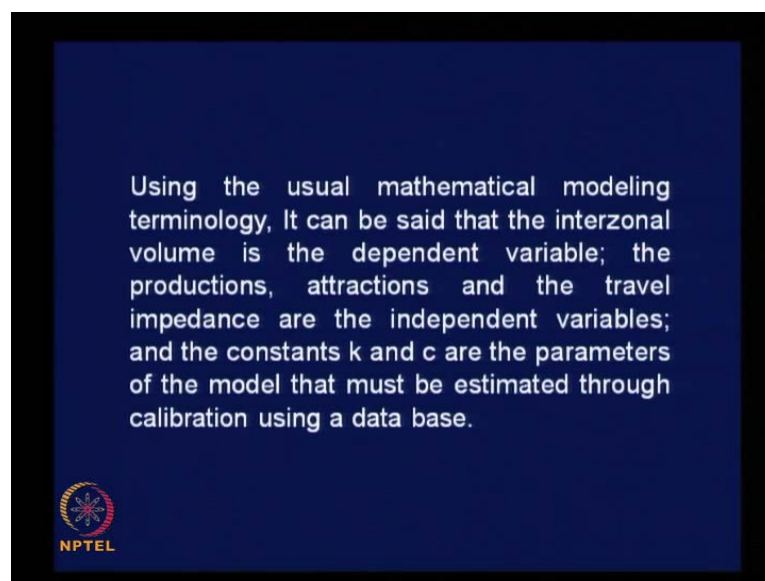 Using the usual mathematical modeling
terminology, It can be said that the interzonal
volume is the dependent variable; the
productions, attractions and the travel
impedance are the independent variables;
and the constants k and c are the parameters
of the model that must be estimated through
calibration using a data base.
NPTEL